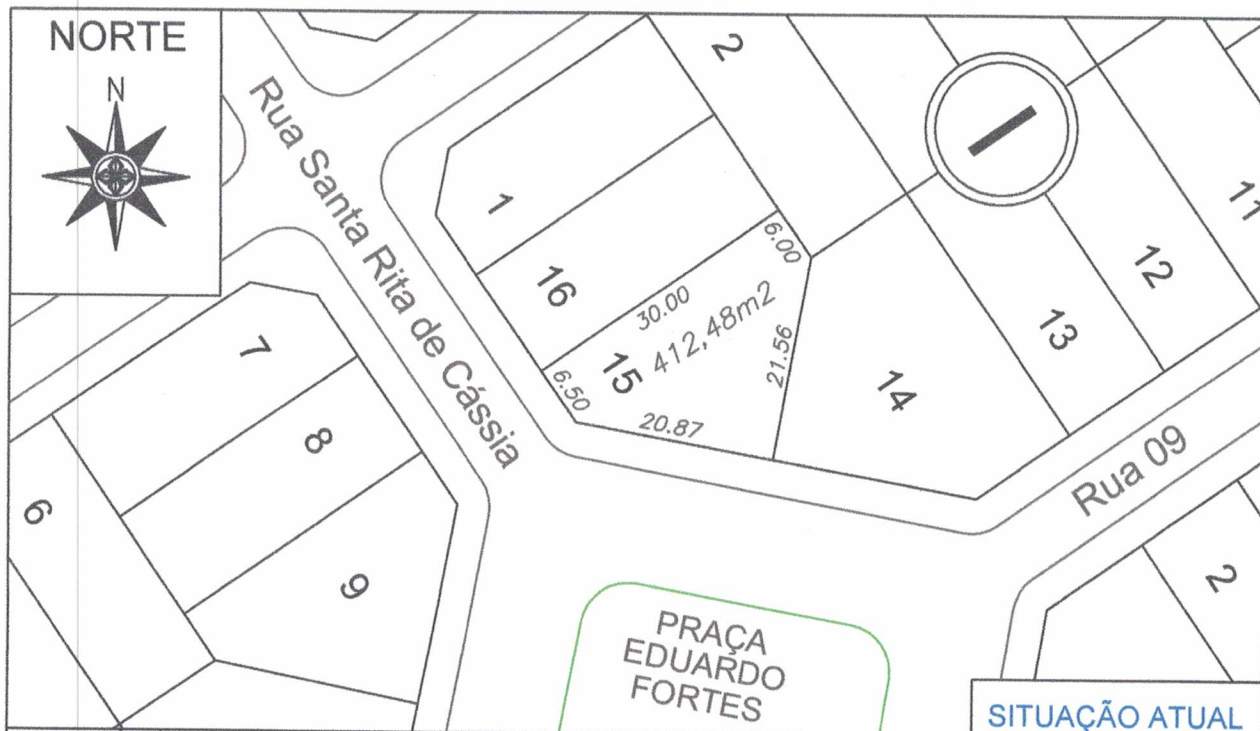 NORTE
N
Rua Santa Rita de Cássia
2
1
16
6.00
30.00
412,48m2
15
6.50
20.87
21.56
14
13
12
11
I
7
8
9
6
Rua 09
2
PRAÇA
EDUARDO
FORTES
SITUAÇÃO ATUAL